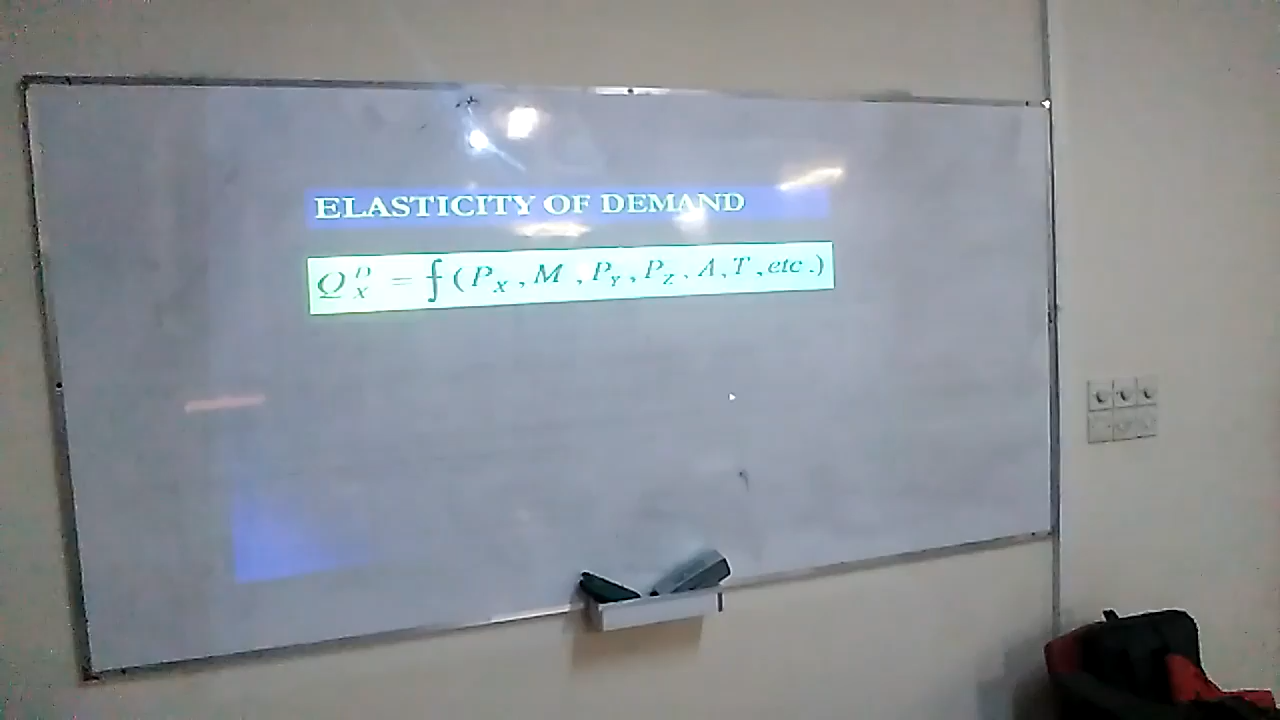 ELASTICITY OF DEMAND
Q_X^D = f (P_X , M , P_Y , P_Z , A , T , etc .)